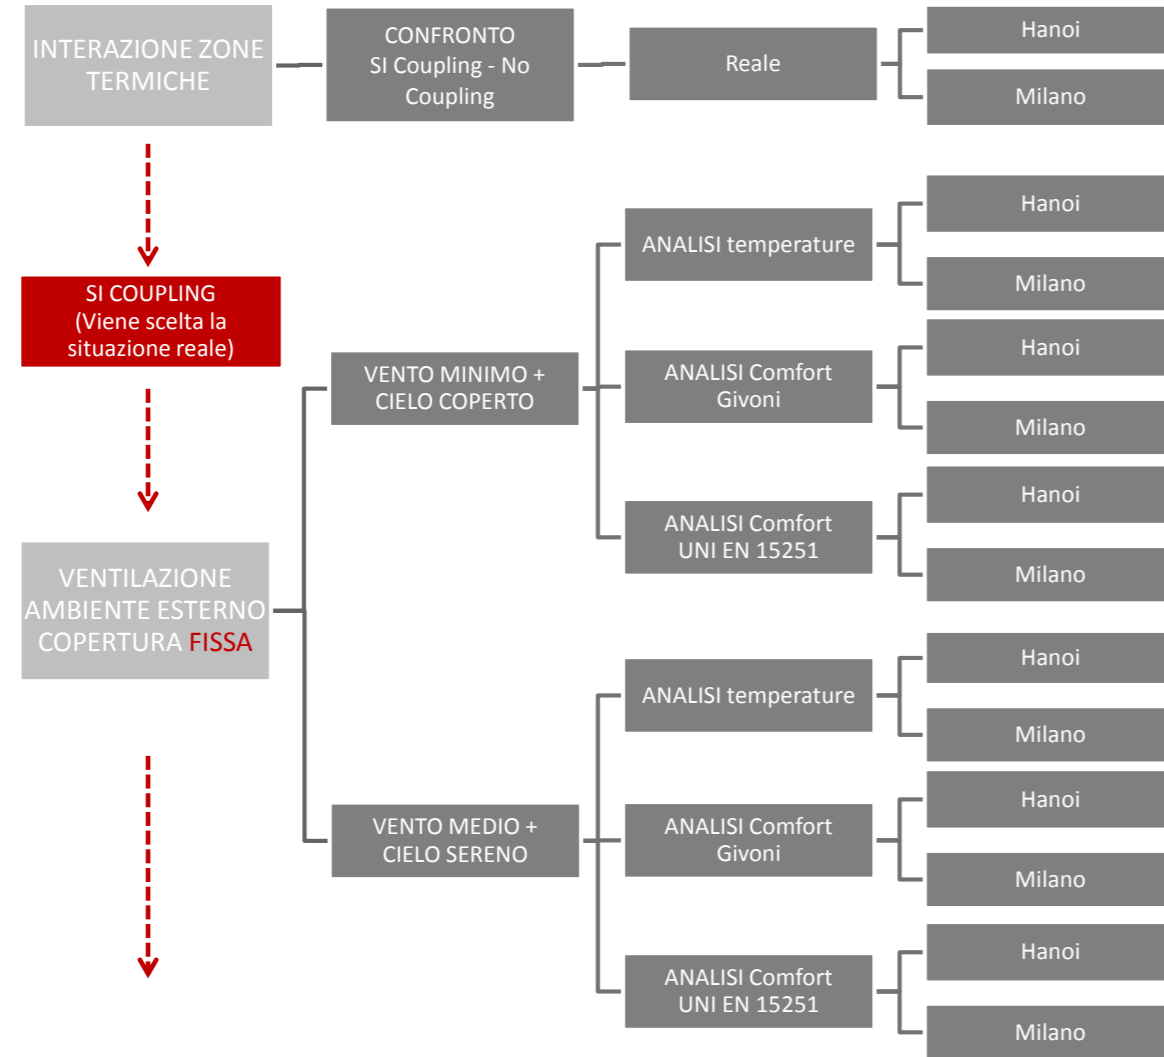 INTERAZIONE ZONE
TERMICHE
CONFRONTO
SI Coupling - No
Coupling
Reale
Hanoi
Milano
SI COUPLING
(Viene scelta la
situazione reale)
VENTILAZIONE
AMBIENTE ESTERNO
COPERTURA FISSA
VENTO MINIMO +
CIELO COPERTO
ANALISI temperature
Hanoi
Milano
ANALISI Comfort
Givoni
Hanoi
Milano
ANALISI Comfort
UNI EN 15251
Hanoi
Milano
VENTO MEDIO +
CIELO SERENO
ANALISI temperature
Hanoi
Milano
ANALISI Comfort
Givoni
Hanoi
Milano
ANALISI Comfort
UNI EN 15251
Hanoi
Milano